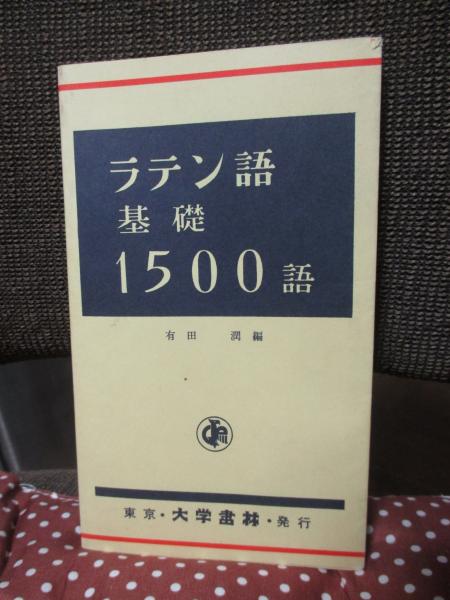 ラテン語
基礎
1500語
有田 潤編
東京・大学書林・発行